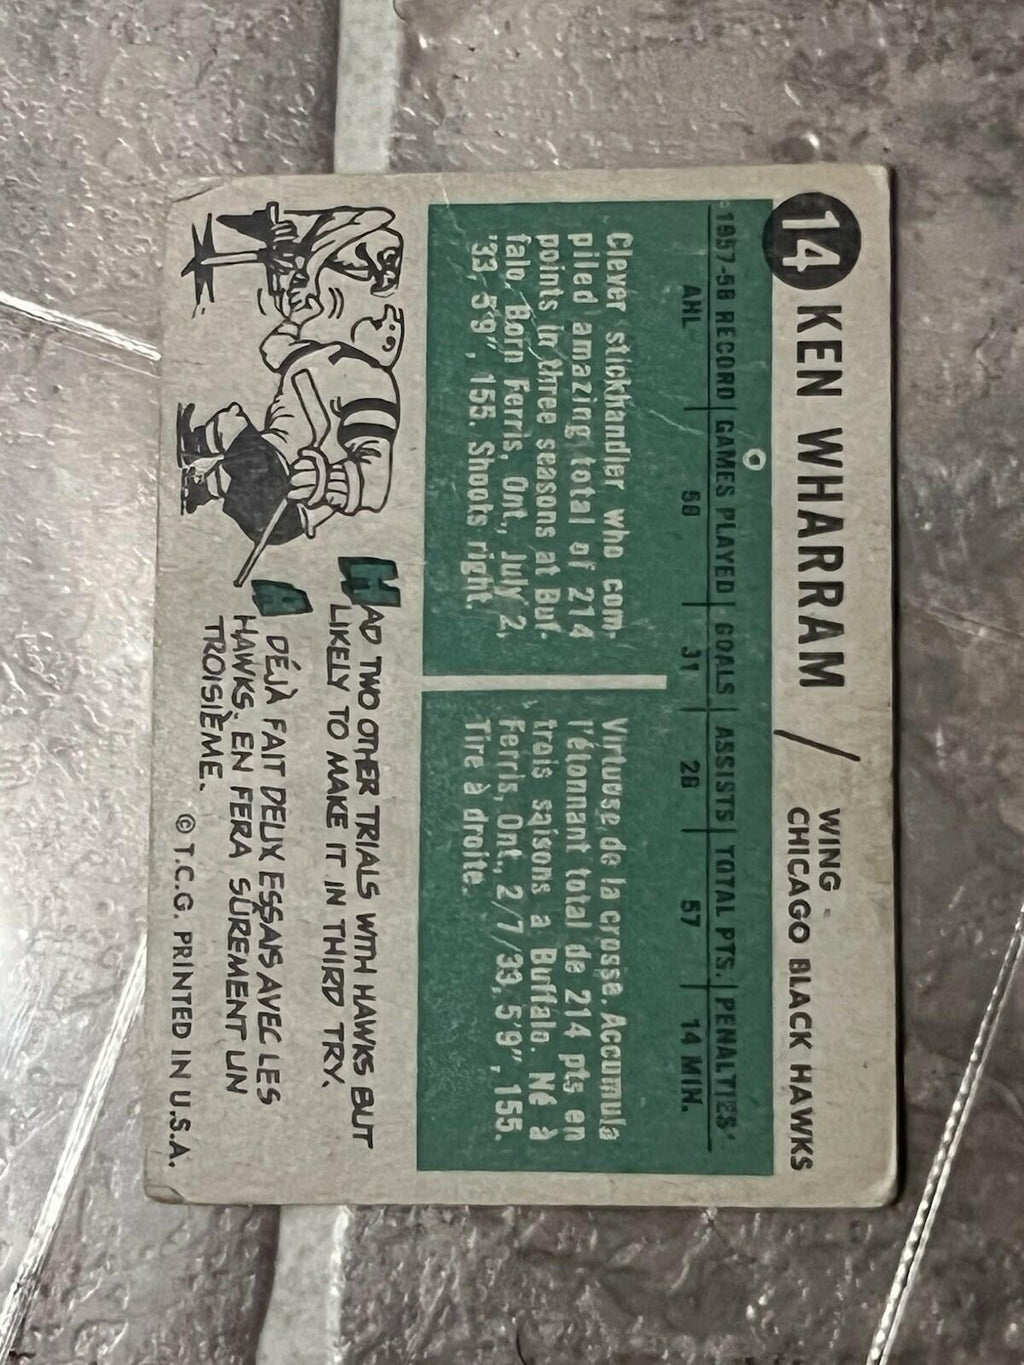 14 KEN WHARRAM / WING -
CHICAGO BLACK HAWKS
1957-58 RECORD GAMES PLAYED GOALS ASSISTS TOTAL PTS. PENALTIES
AHL 58 31 26 57 14 MIN.
Clever stickhandler who com-
piled amazing total of 214
points in three seasons at Buf-
falo. Born Ferris, Ont., July 2,
'33, 5'9", 155. Shoots right.
Virtuose de la crosse. Accumula
l'étonnant total de 214 pts en
trois saisons a Buffalo. Né à
Ferris, Ont., 2/7/33, 5'9", 155.
Tire à droite.
HAD TWO OTHER TRIALS WITH HAWKS BUT
LIKELY TO MAKE IT IN THIRD TRY.
A DÉJÀ FAIT DEUX ESSAIS AVEC LES
HAWKS. EN FERA SÛREMENT UN
TROISIÈME.
© T.C.G. PRINTED IN U.S.A.